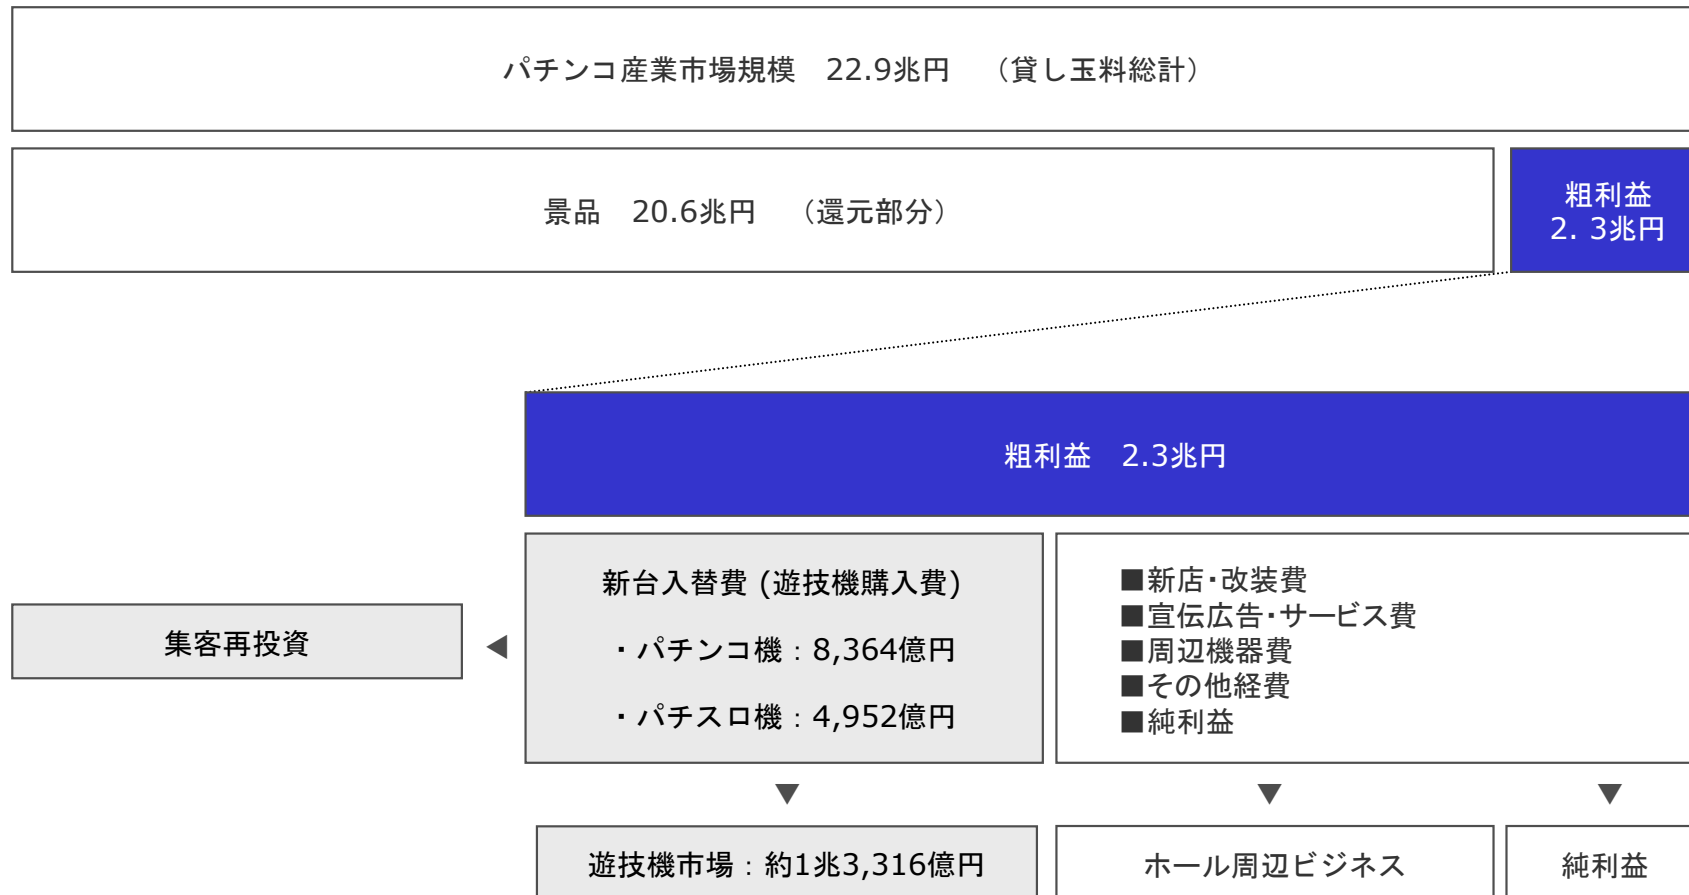 パチンコ産業市場規模　22.9兆円　（貸し玉料総計）
景品　20.6兆円　（還元部分）
粗利益
2. 3兆円
粗利益　2.3兆円
新台入替費 (遊技機購入費)
・パチンコ機：8,364億円
・パチスロ機：4,952億円
■新店・改装費
■宣伝広告・サービス費
■周辺機器費
■その他経費
■純利益
集客再投資
遊技機市場：約1兆3,316億円
ホール周辺ビジネス
純利益